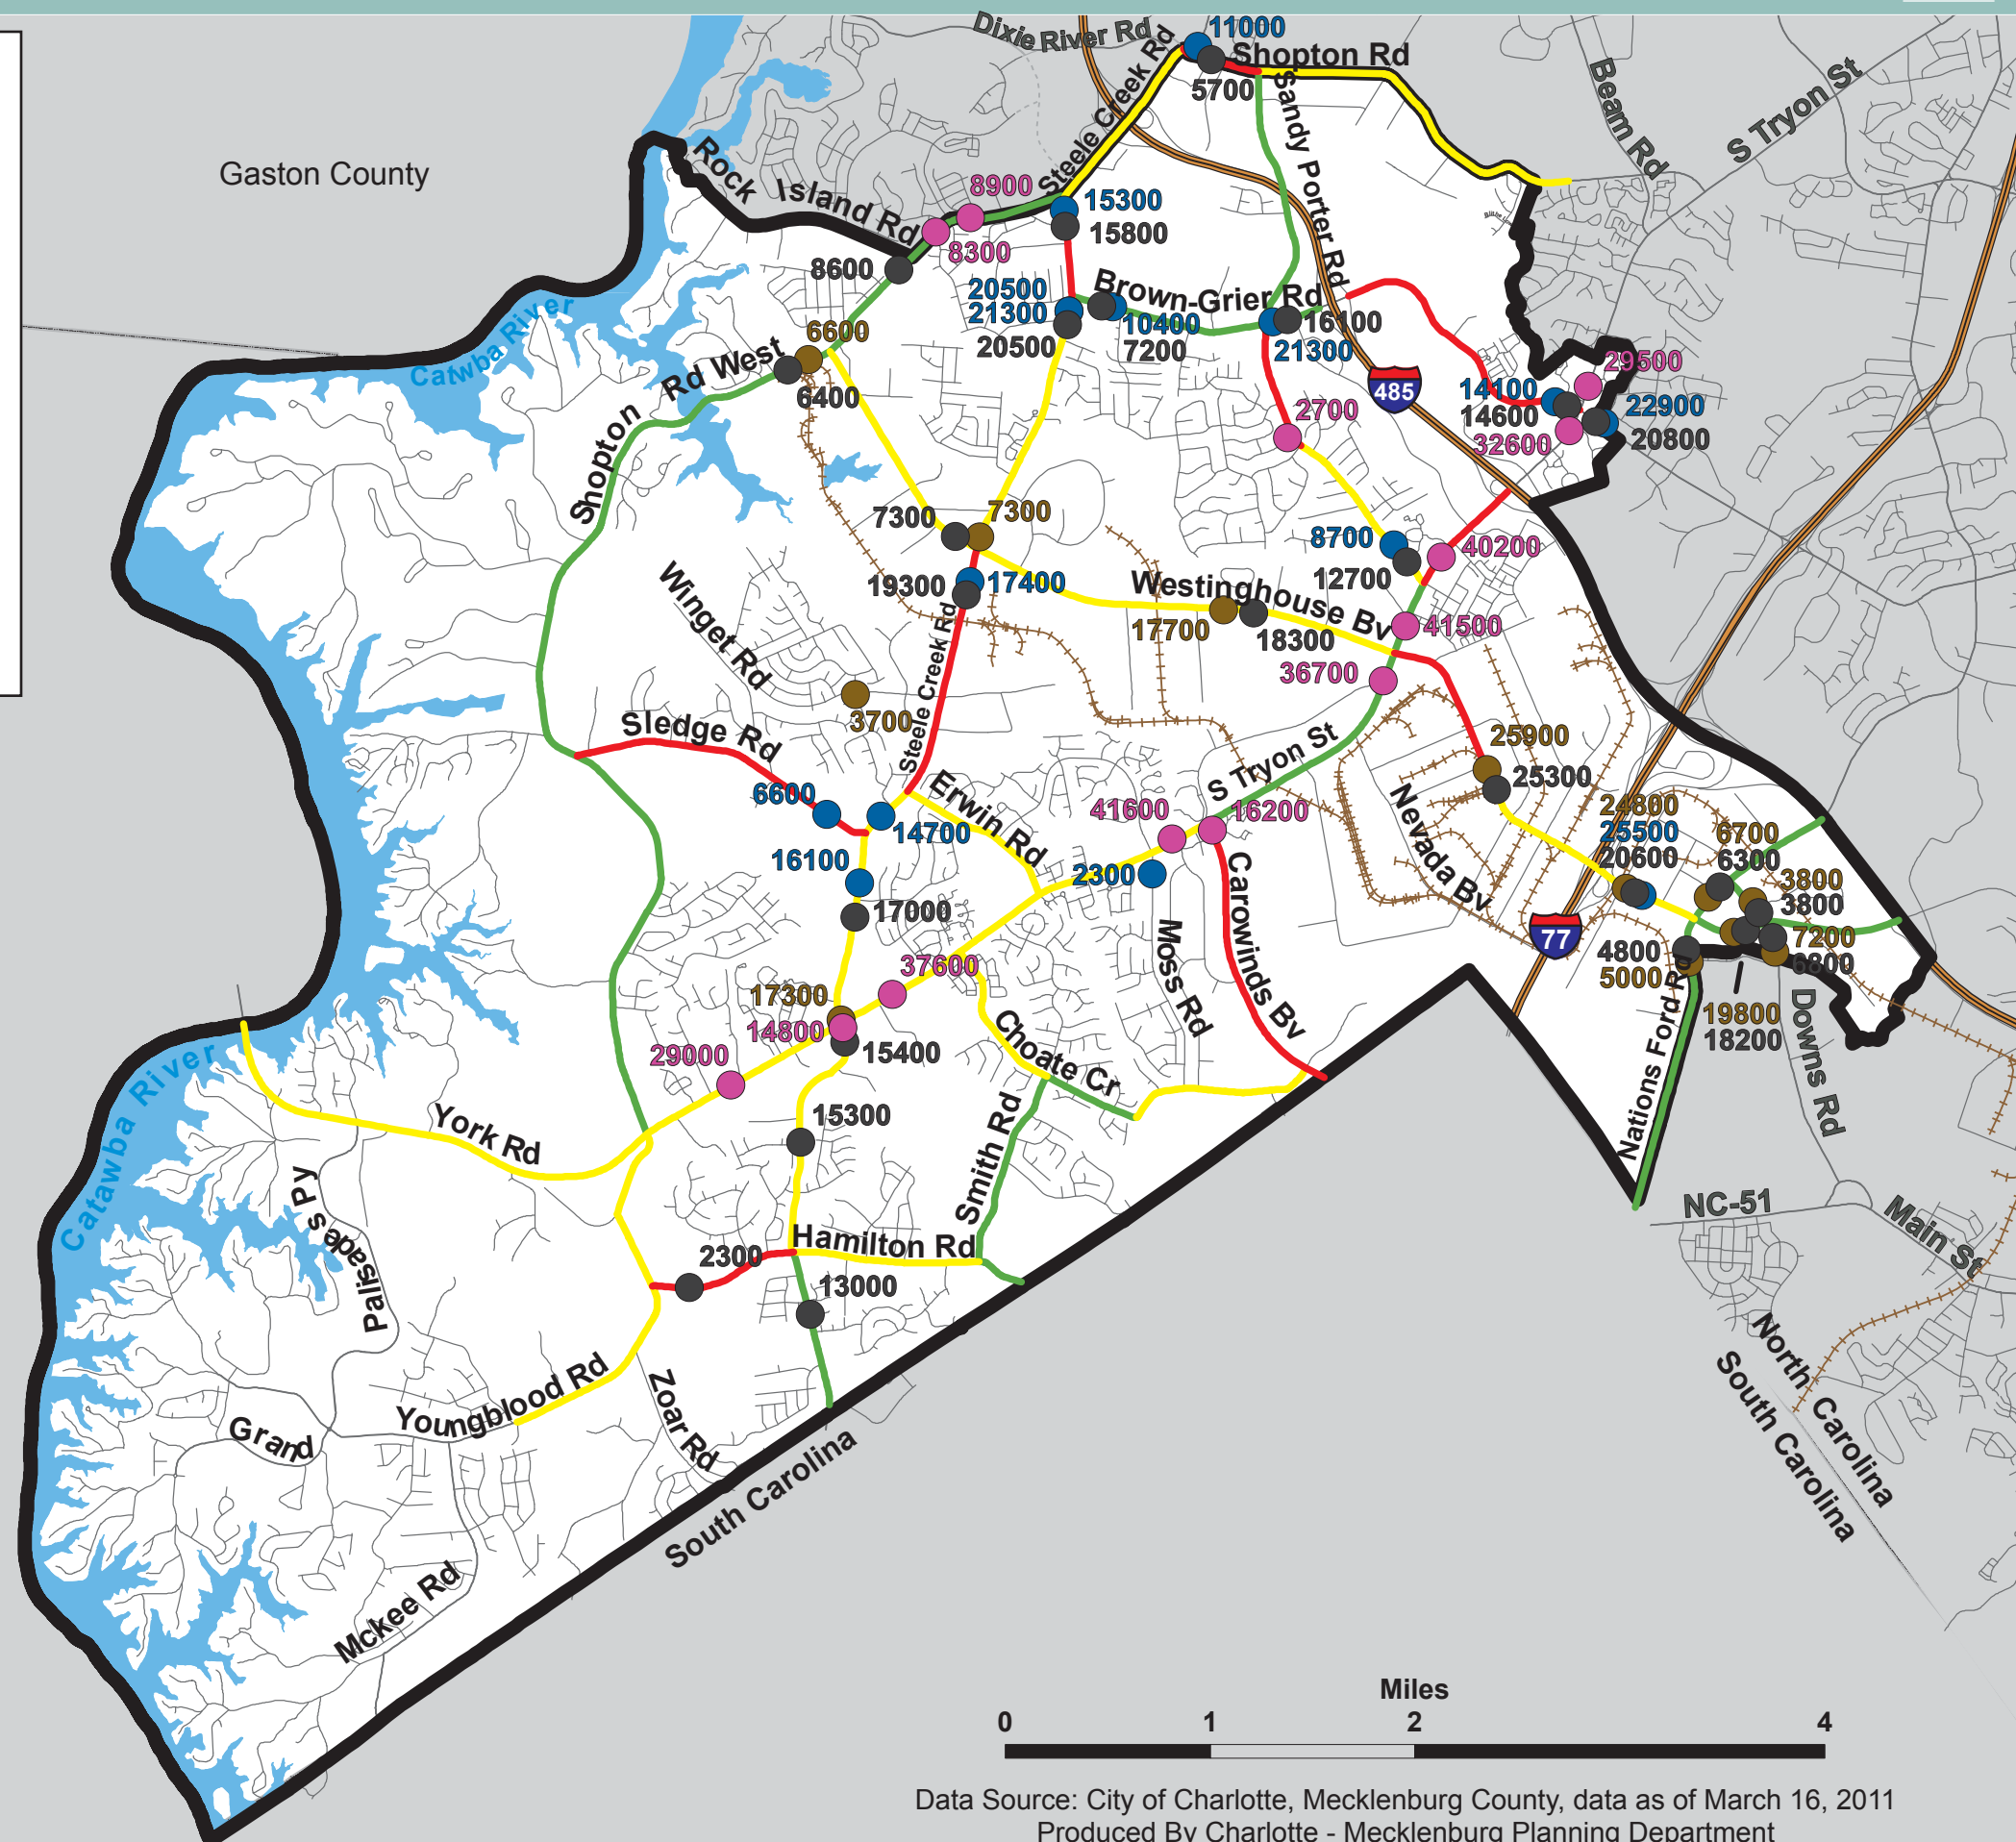 Dixie River Rd
11000
Shopton Rd
5700
Steele Creek Rd
Sandy Porter Rd
Beam Rd
S Tryon St
Gaston County
Rock Island Rd
8900
8300
15300
15800
8600
20500
21300
20500
Brown-Grier Rd
10400
7200
16100
21300
Catwba River
6600
Shopton Rd West
6400
485
29500
14100
14600
32600
22900
20800
2700
7300
7300
8700
12700
40200
19300
17400
Westinghouse Bv
17700
18300
41500
36700
Winget Rd
3700
Steele Creek Rd
Sledge Rd
6600
14700
Erwin Rd
S Tryon St
41600
16200
25900
25300
Nevada Bv
24800
25500
20600
6700
6300
3800
3800
16100
17000
2300
Moss Rd
Carowinds Bv
77
4800
5000
7200
6800
19800
18200
37600
17300
14800
15400
29000
Choate Cr
Nations Ford Rd
Downs Rd
Catawba River
York Rd
15300
Smith Rd
Palisades Py
NC-51
Main St
Hamilton Rd
2300
13000
Youngblood Rd
Zoar Rd
Grand
North Carolina
South Carolina
South Carolina
Mckee Rd
Miles
0 1 2 4
Data Source: City of Charlotte, Mecklenburg County, data as of March 16, 2011
Produced By Charlotte - Mecklenburg Planning Department